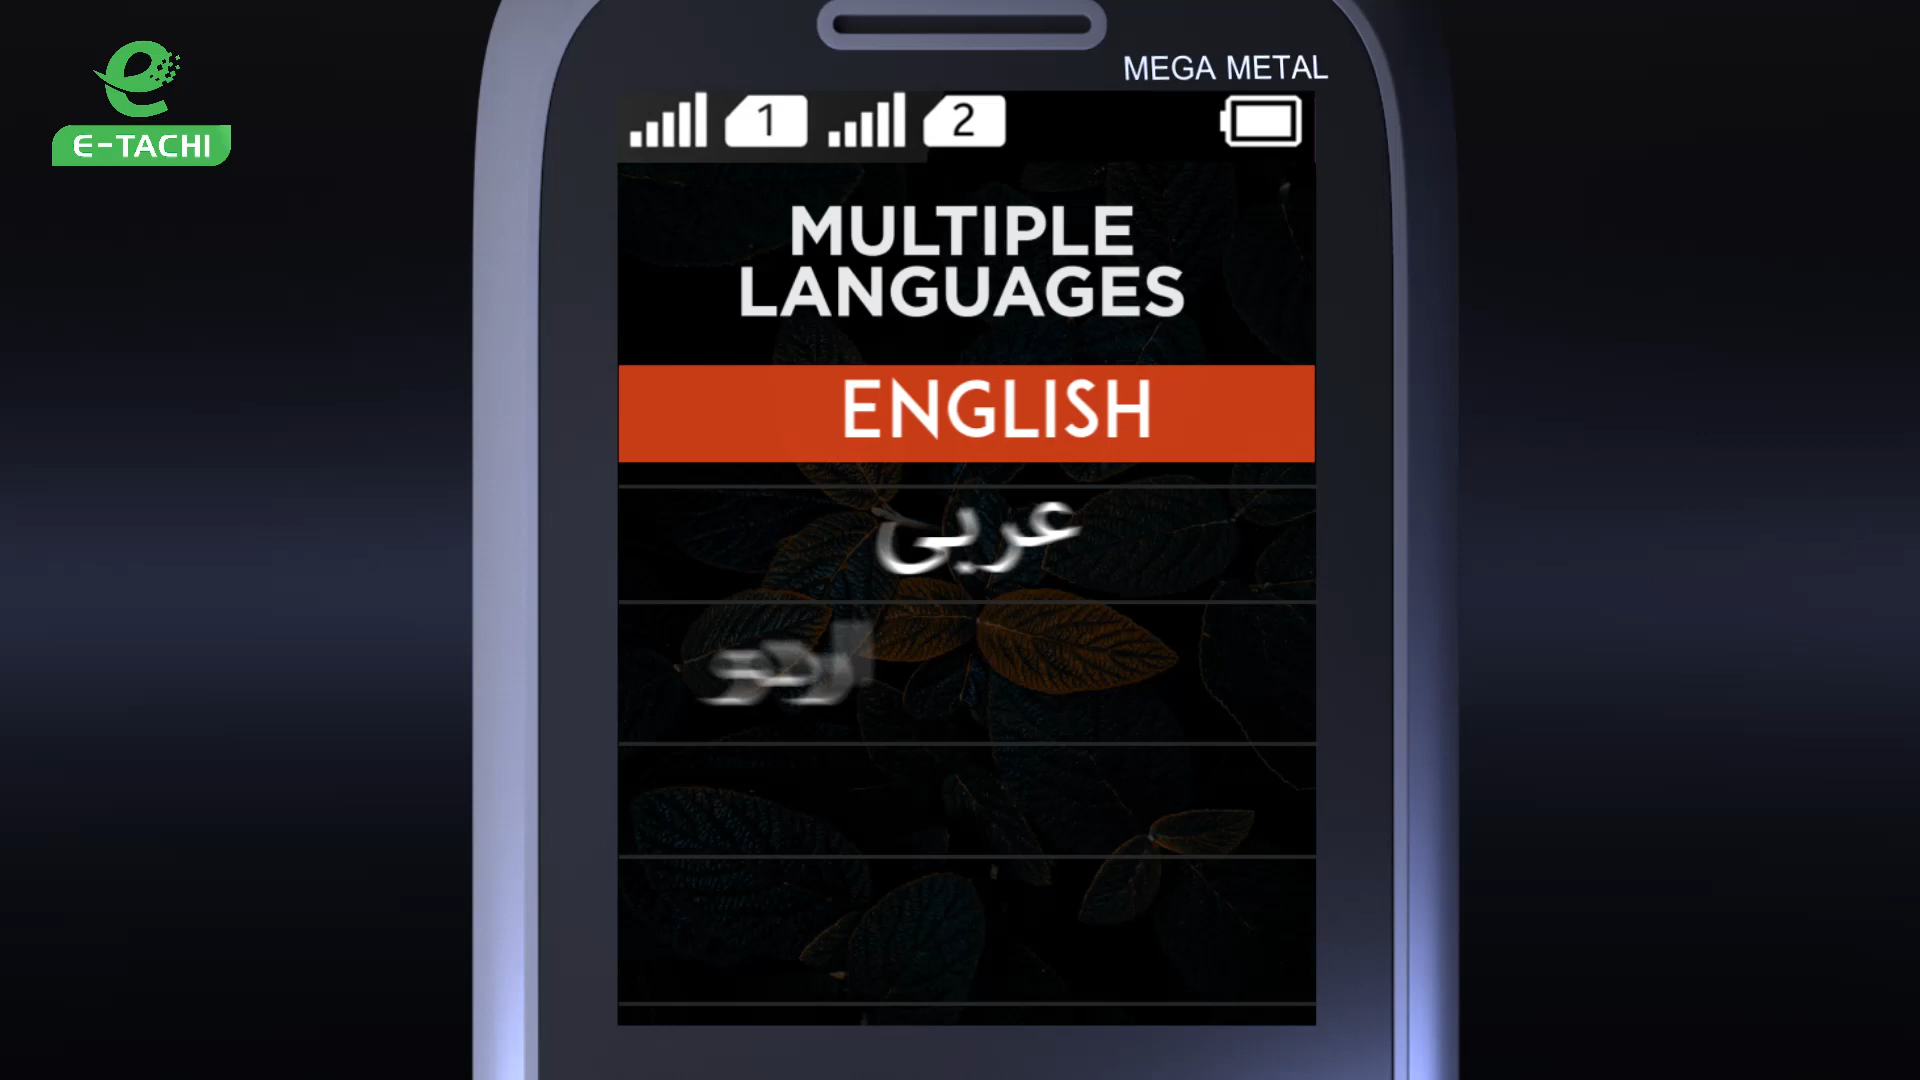 E-TACHI
MEGA METAL
1
2
MULTIPLE
LANGUAGES
ENGLISH
عربی
اردو